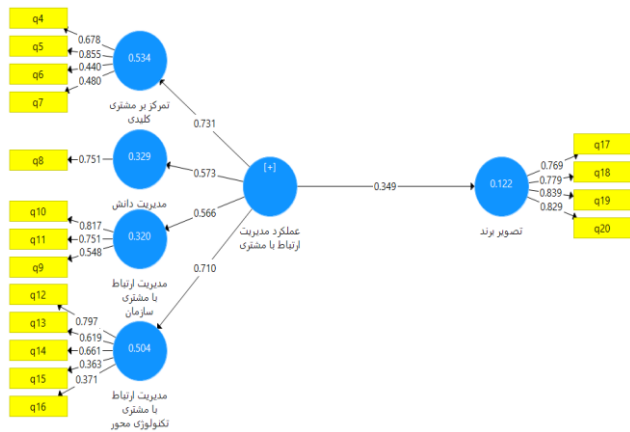 q4
q5
q6
q7
0.678
0.855
0.440
0.480
0.534
تمرکز بر مشتری
کلیدی
0.731
q8
0.751
0.329
مدیریت دانش
0.573
q10
q11
q9
0.817
0.751
0.548
0.320
مدیریت ارتباط
با مشتری
سازمان
0.566
q12
q13
q14
q15
q16
0.797
0.619
0.661
0.363
0.371
0.504
مدیریت ارتباط
با مشتری
تکنولوژی محور
0.710
[+]
عملکرد مدیریت
ارتباط با مشتری
0.349
0.122
تصویر برند
0.769
0.779
0.839
0.829
q17
q18
q19
q20